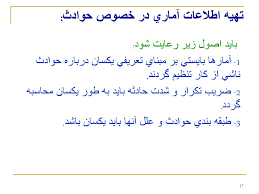 تهيه اطلاعات آماري در خصوص حوادث:
بايد اصول زير رعايت شود:
1- آمارها بايستي بر مبناي تعريفي يكسان درباره حوادث
ناشي از كار تنظيم گردند.
2- ضريب تكرار و شدت حادثه بايد به طور يكسان محاسبه
گردد.
3- طبقه بندي حوادث و علل آنها بايد يكسان باشد.